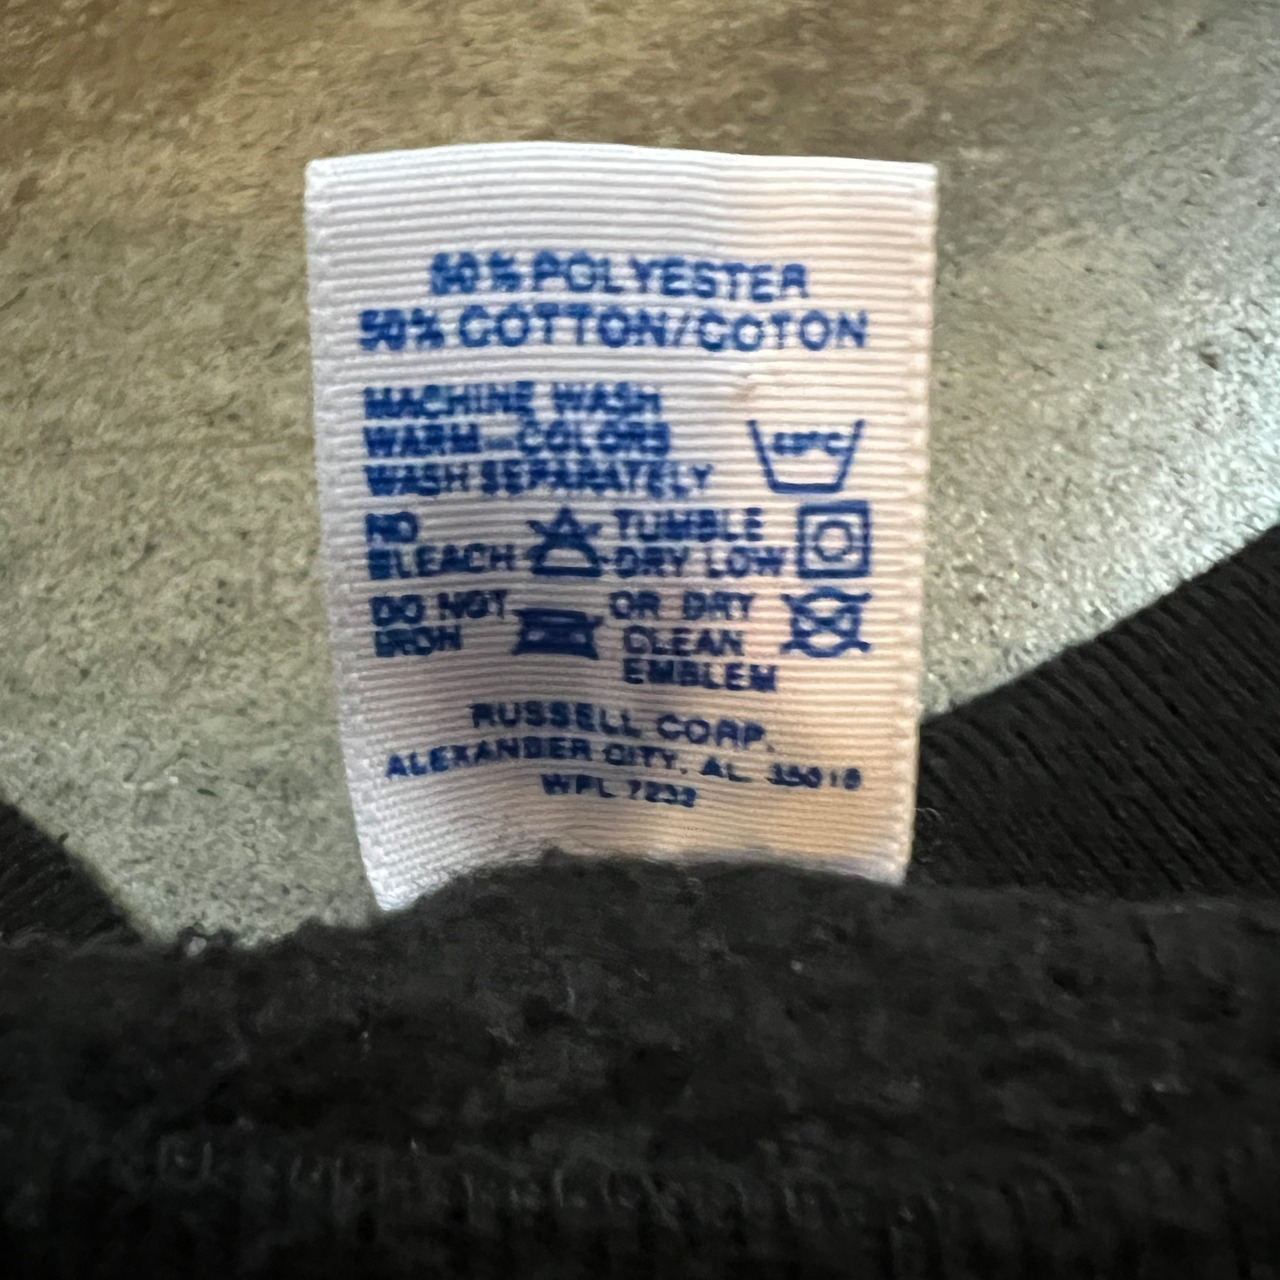 50% POLYESTER
50% COTTON/COTON
MACHINE WASH
WARM—COLORS
WASH SEPARATELY
40°C
NO
BLEACH
TUMBLE
DRY LOW
DO NOT
IRON
OR DRY
CLEAN
EMBLEM
RUSSELL CORP.
ALEXANDER CITY, AL 35010
WPL 7232